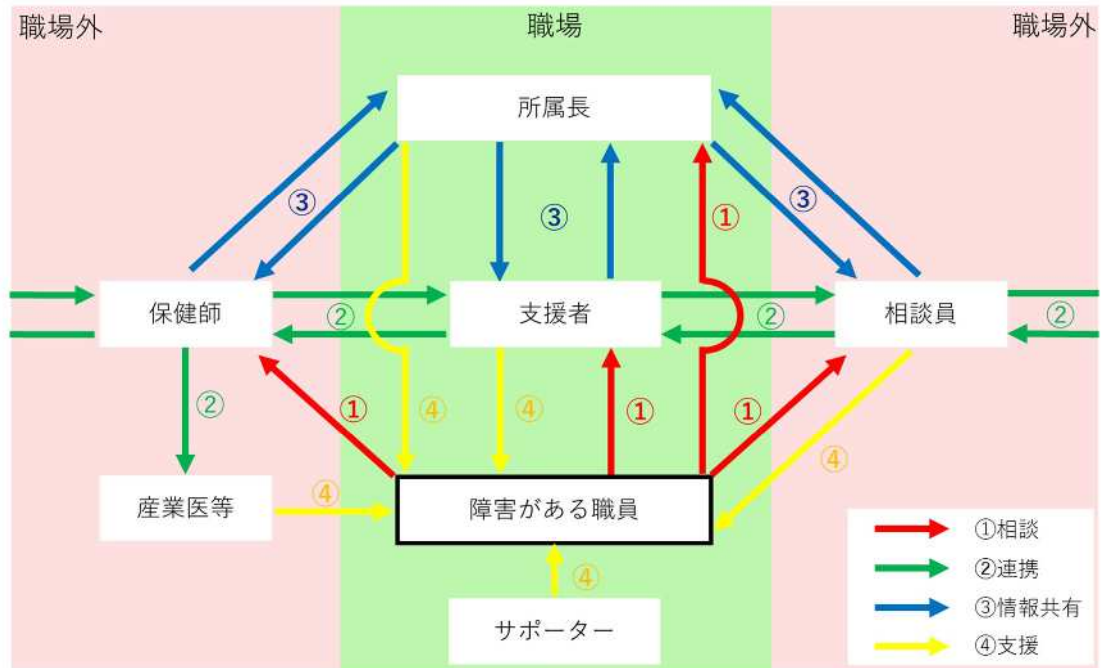 職場外
職場
職場外
所属長
③
③
③
①
保健師
②
支援者
②
相談員
②
②
①
④
④
①
①
④
産業医等
④
障害がある職員
④
サポーター
①相談
②連携
③情報共有
④支援